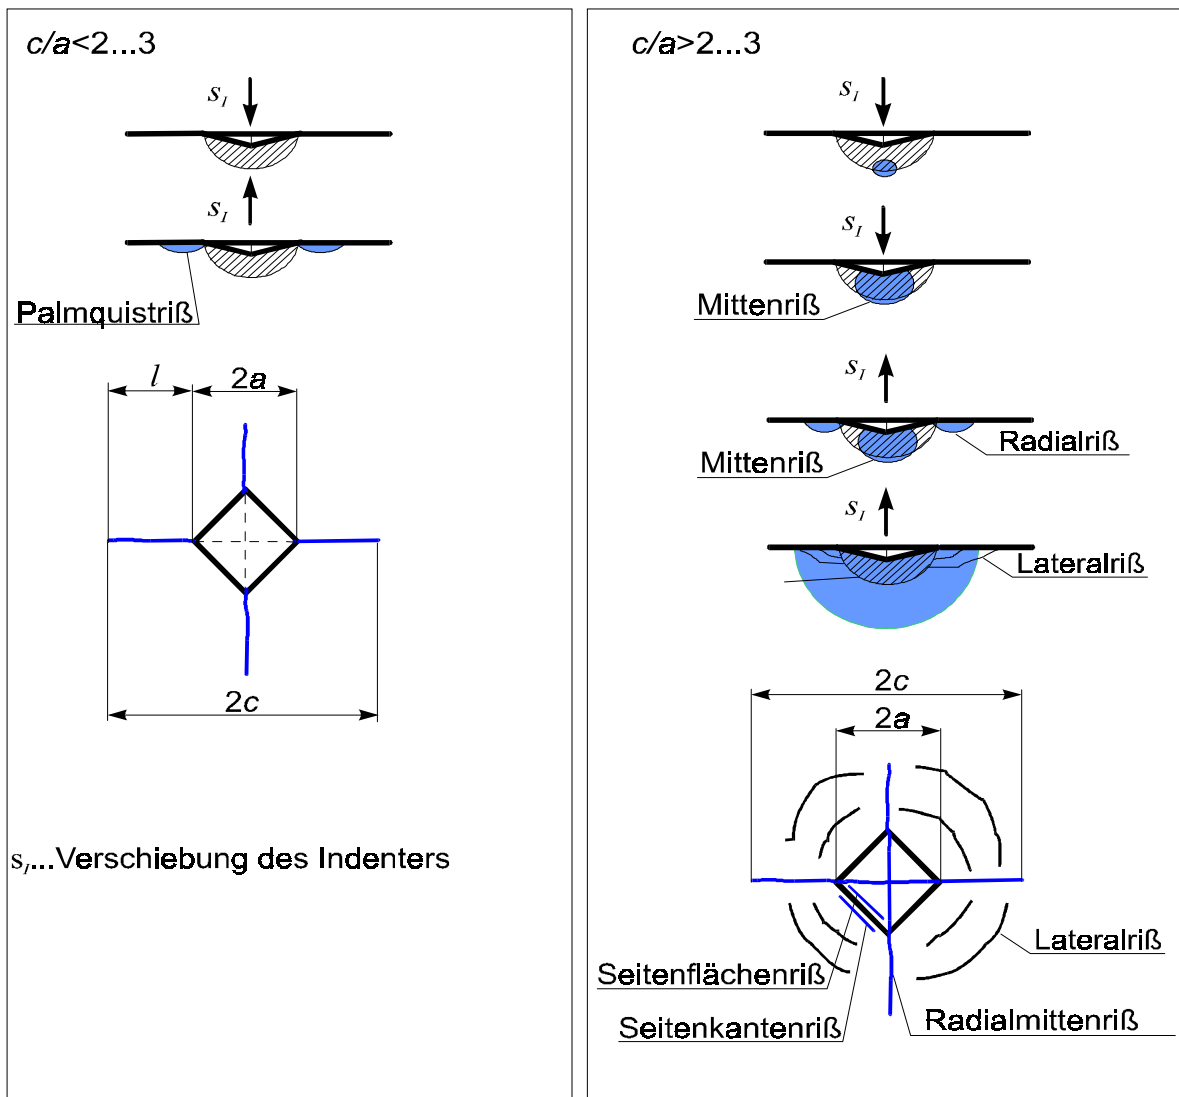 c/a<2...3
s_I
s_I
Palmquistriß
l
2a
2c
s_I...Verschiebung des Indenters
c/a>2...3
s_I
s_I
Mittenriß
s_I
Radialriß
Mittenriß
s_I
Lateralriß
2c
2a
Lateralriß
Seitenflächenriß
Seitenkantenriß
Radialmittenriß